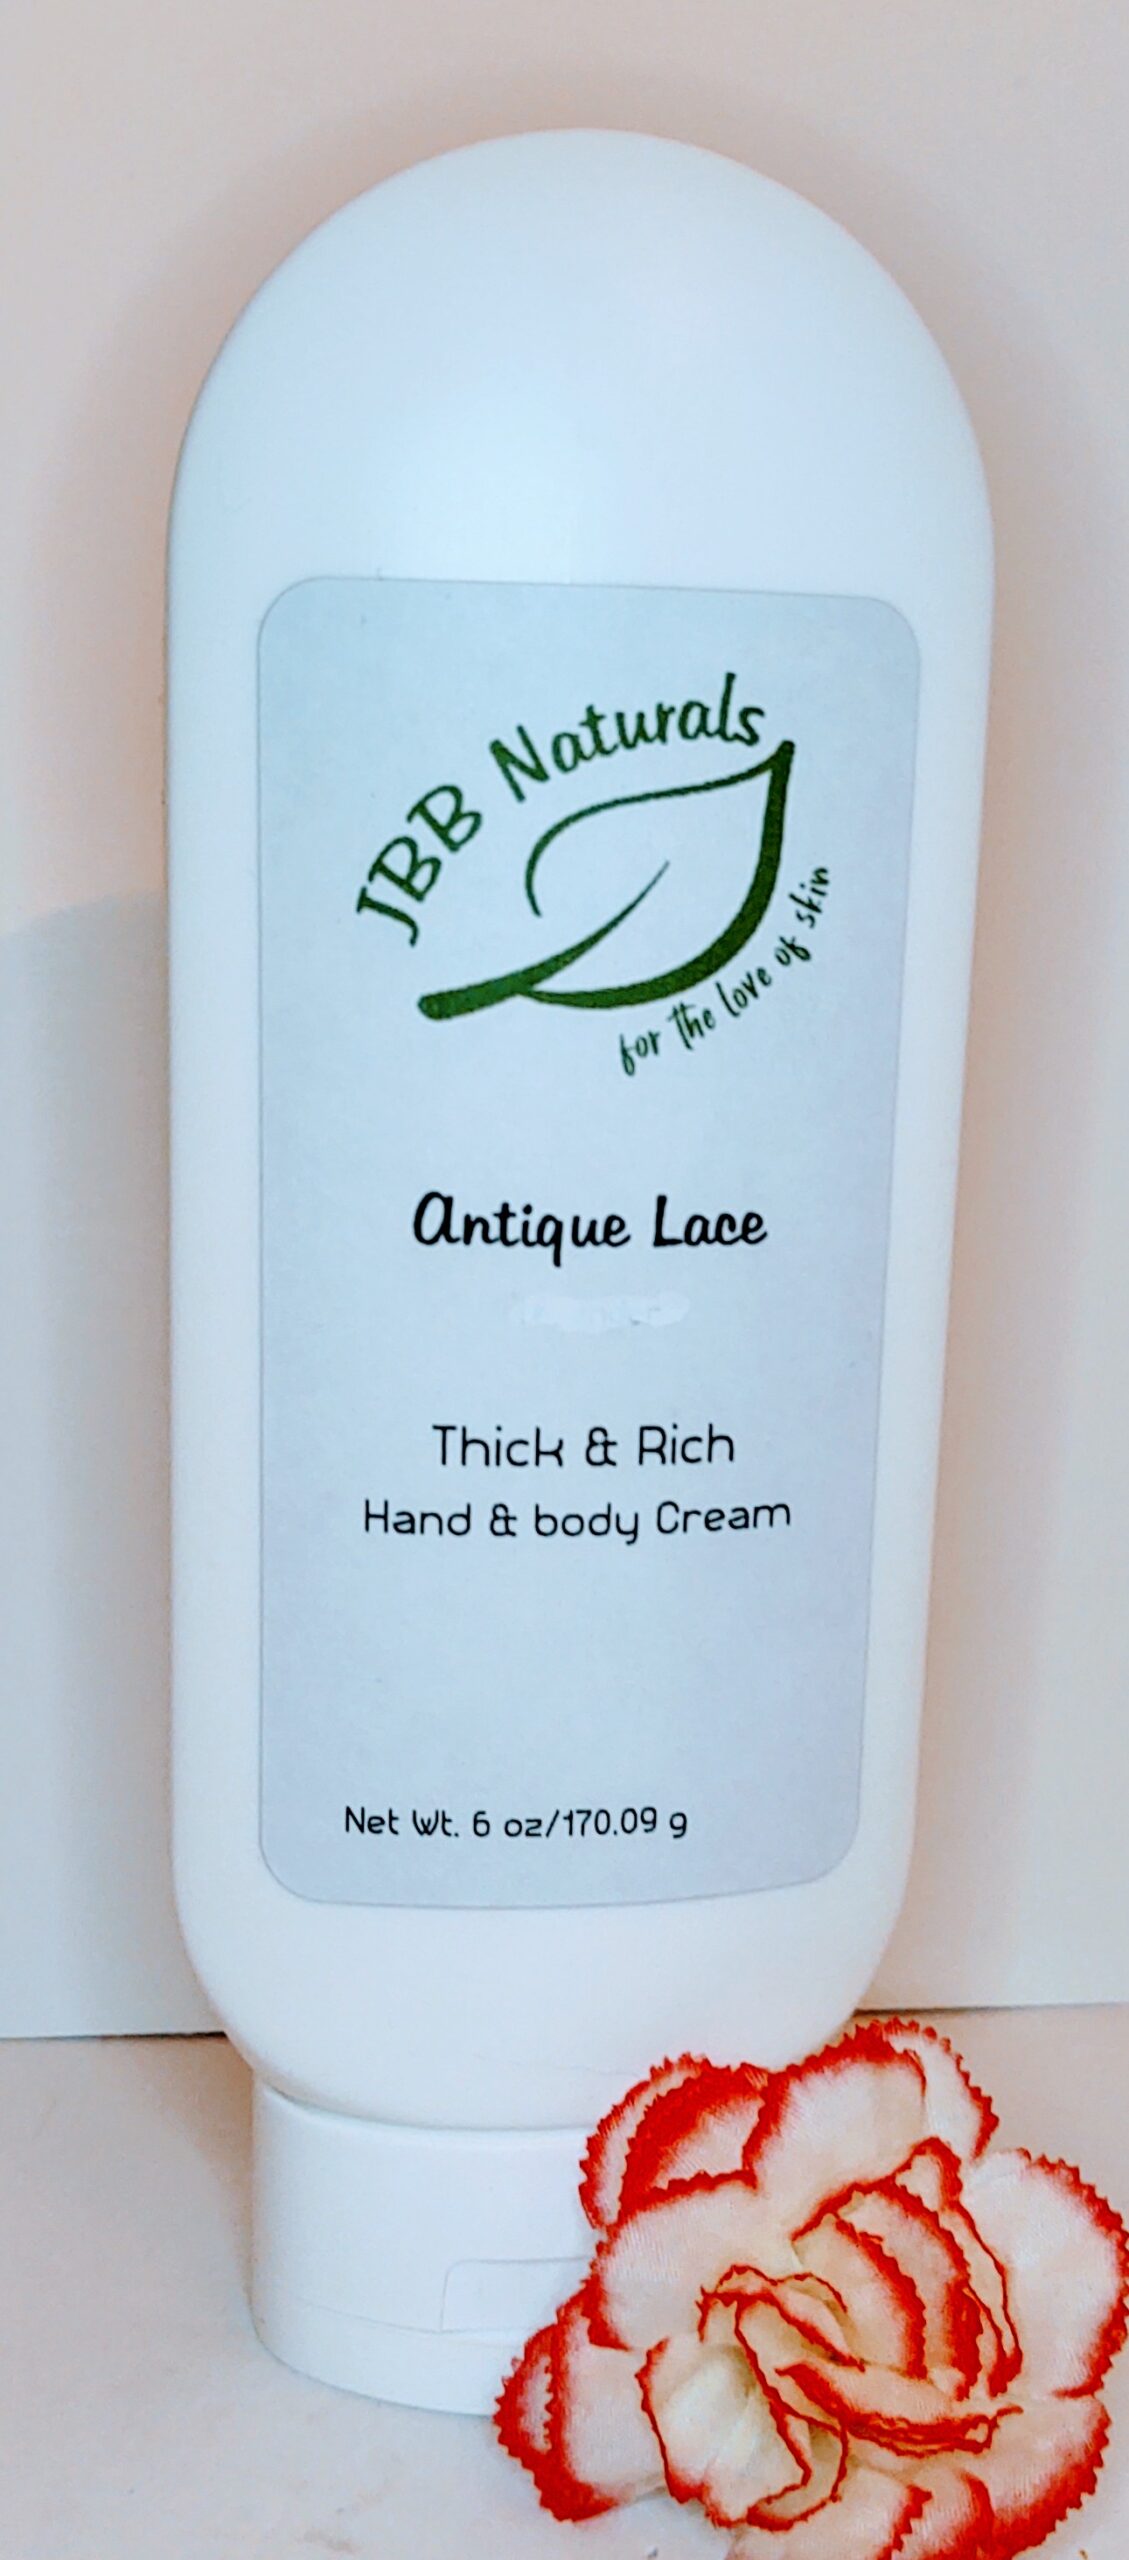 JBB Naturals
for the love of skin
Antique Lace
Thick & Rich
Hand & body Cream
Net Wt. 6 oz/170.09 g